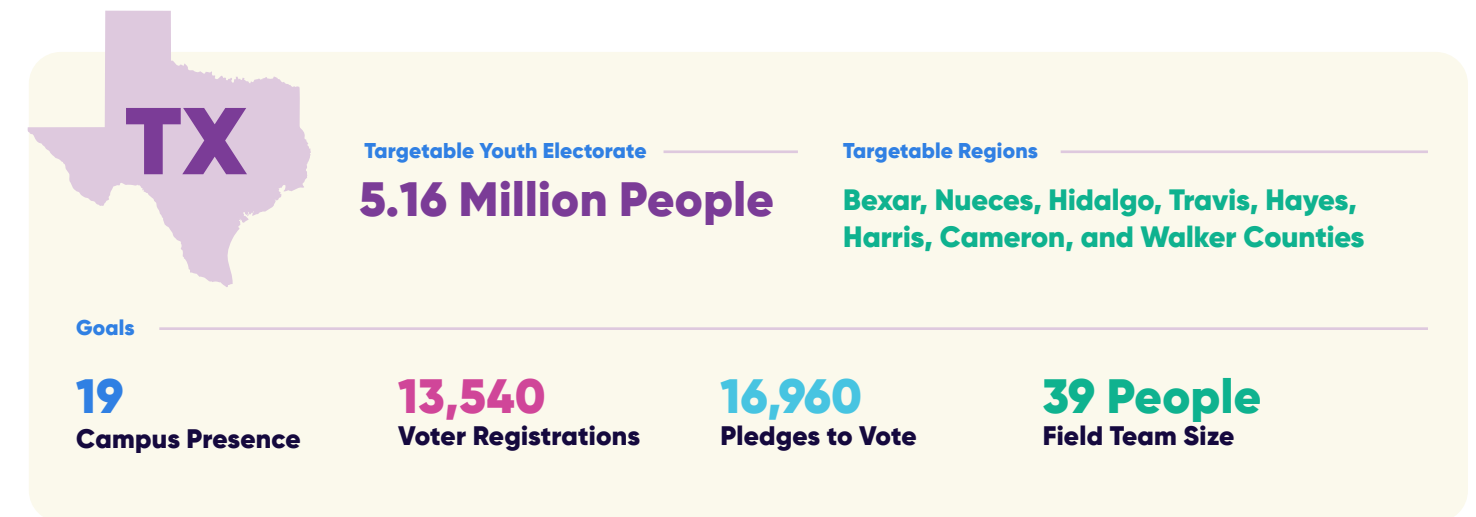 TX
Targetable Youth Electorate
5.16 Million People
Targetable Regions
Bexar, Nueces, Hidalgo, Travis, Hayes,
Harris, Cameron, and Walker Counties
Goals
19
Campus Presence
13,540
Voter Registrations
16,960
Pledges to Vote
39 People
Field Team Size